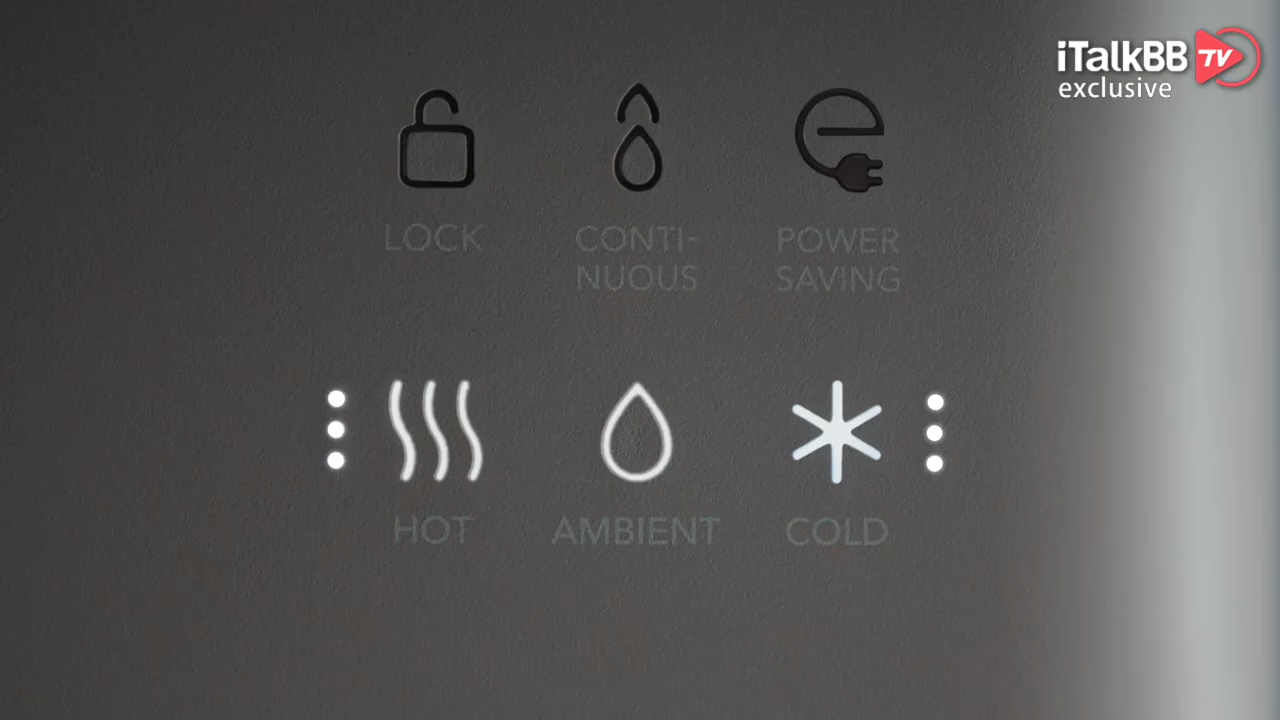 iTalkBB TV
exclusive
LOCK
CONTI-
NUOUS
POWER
SAVING
HOT
AMBIENT
COLD